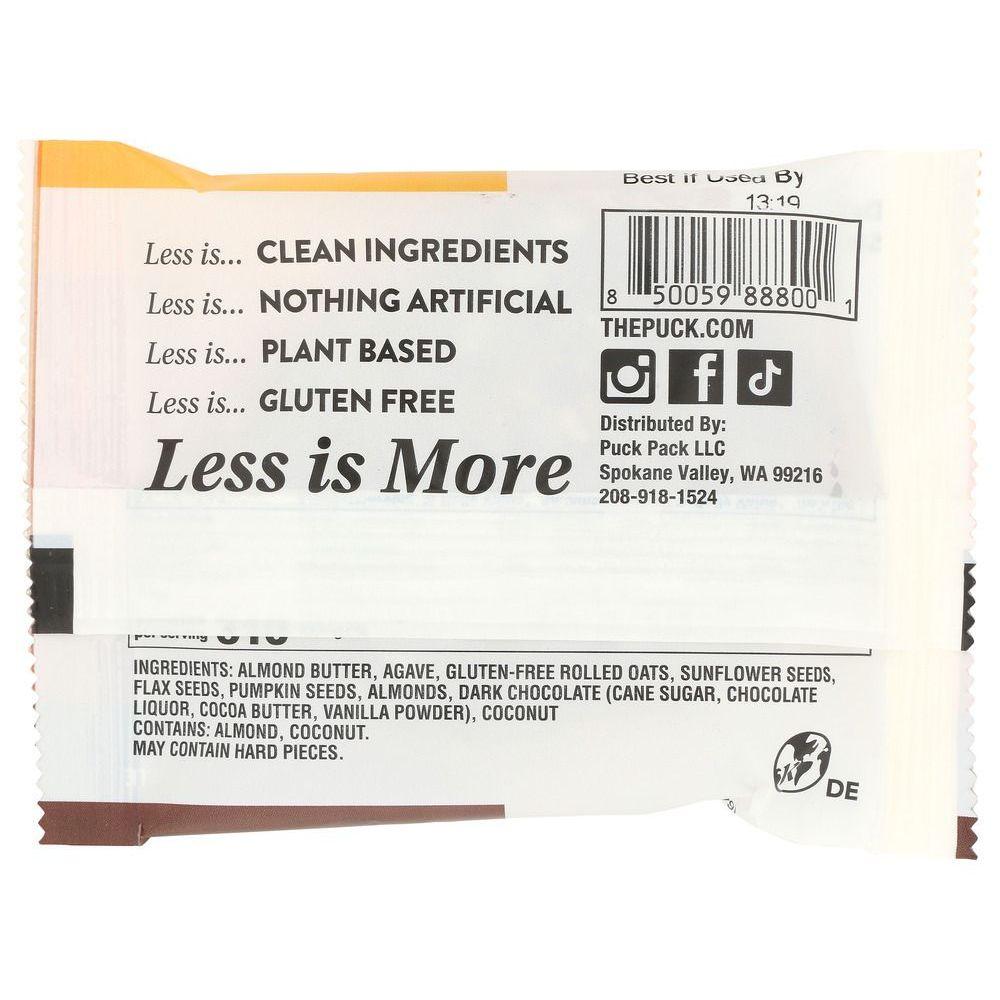 Best If Used By
13:19
Less is... CLEAN INGREDIENTS
Less is... NOTHING ARTIFICIAL
Less is... PLANT BASED
Less is... GLUTEN FREE
Less is More
8 50059 88800 1
THEPUCK.COM
Distributed By:
Puck Pack LLC
Spokane Valley, WA 99216
208-918-1524
per serving
INGREDIENTS: ALMOND BUTTER, AGAVE, GLUTEN-FREE ROLLED OATS, SUNFLOWER SEEDS,
FLAX SEEDS, PUMPKIN SEEDS, ALMONDS, DARK CHOCOLATE (CANE SUGAR, CHOCOLATE
LIQUOR, COCOA BUTTER, VANILLA POWDER), COCONUT
CONTAINS: ALMOND, COCONUT.
MAY CONTAIN HARD PIECES.
K DE